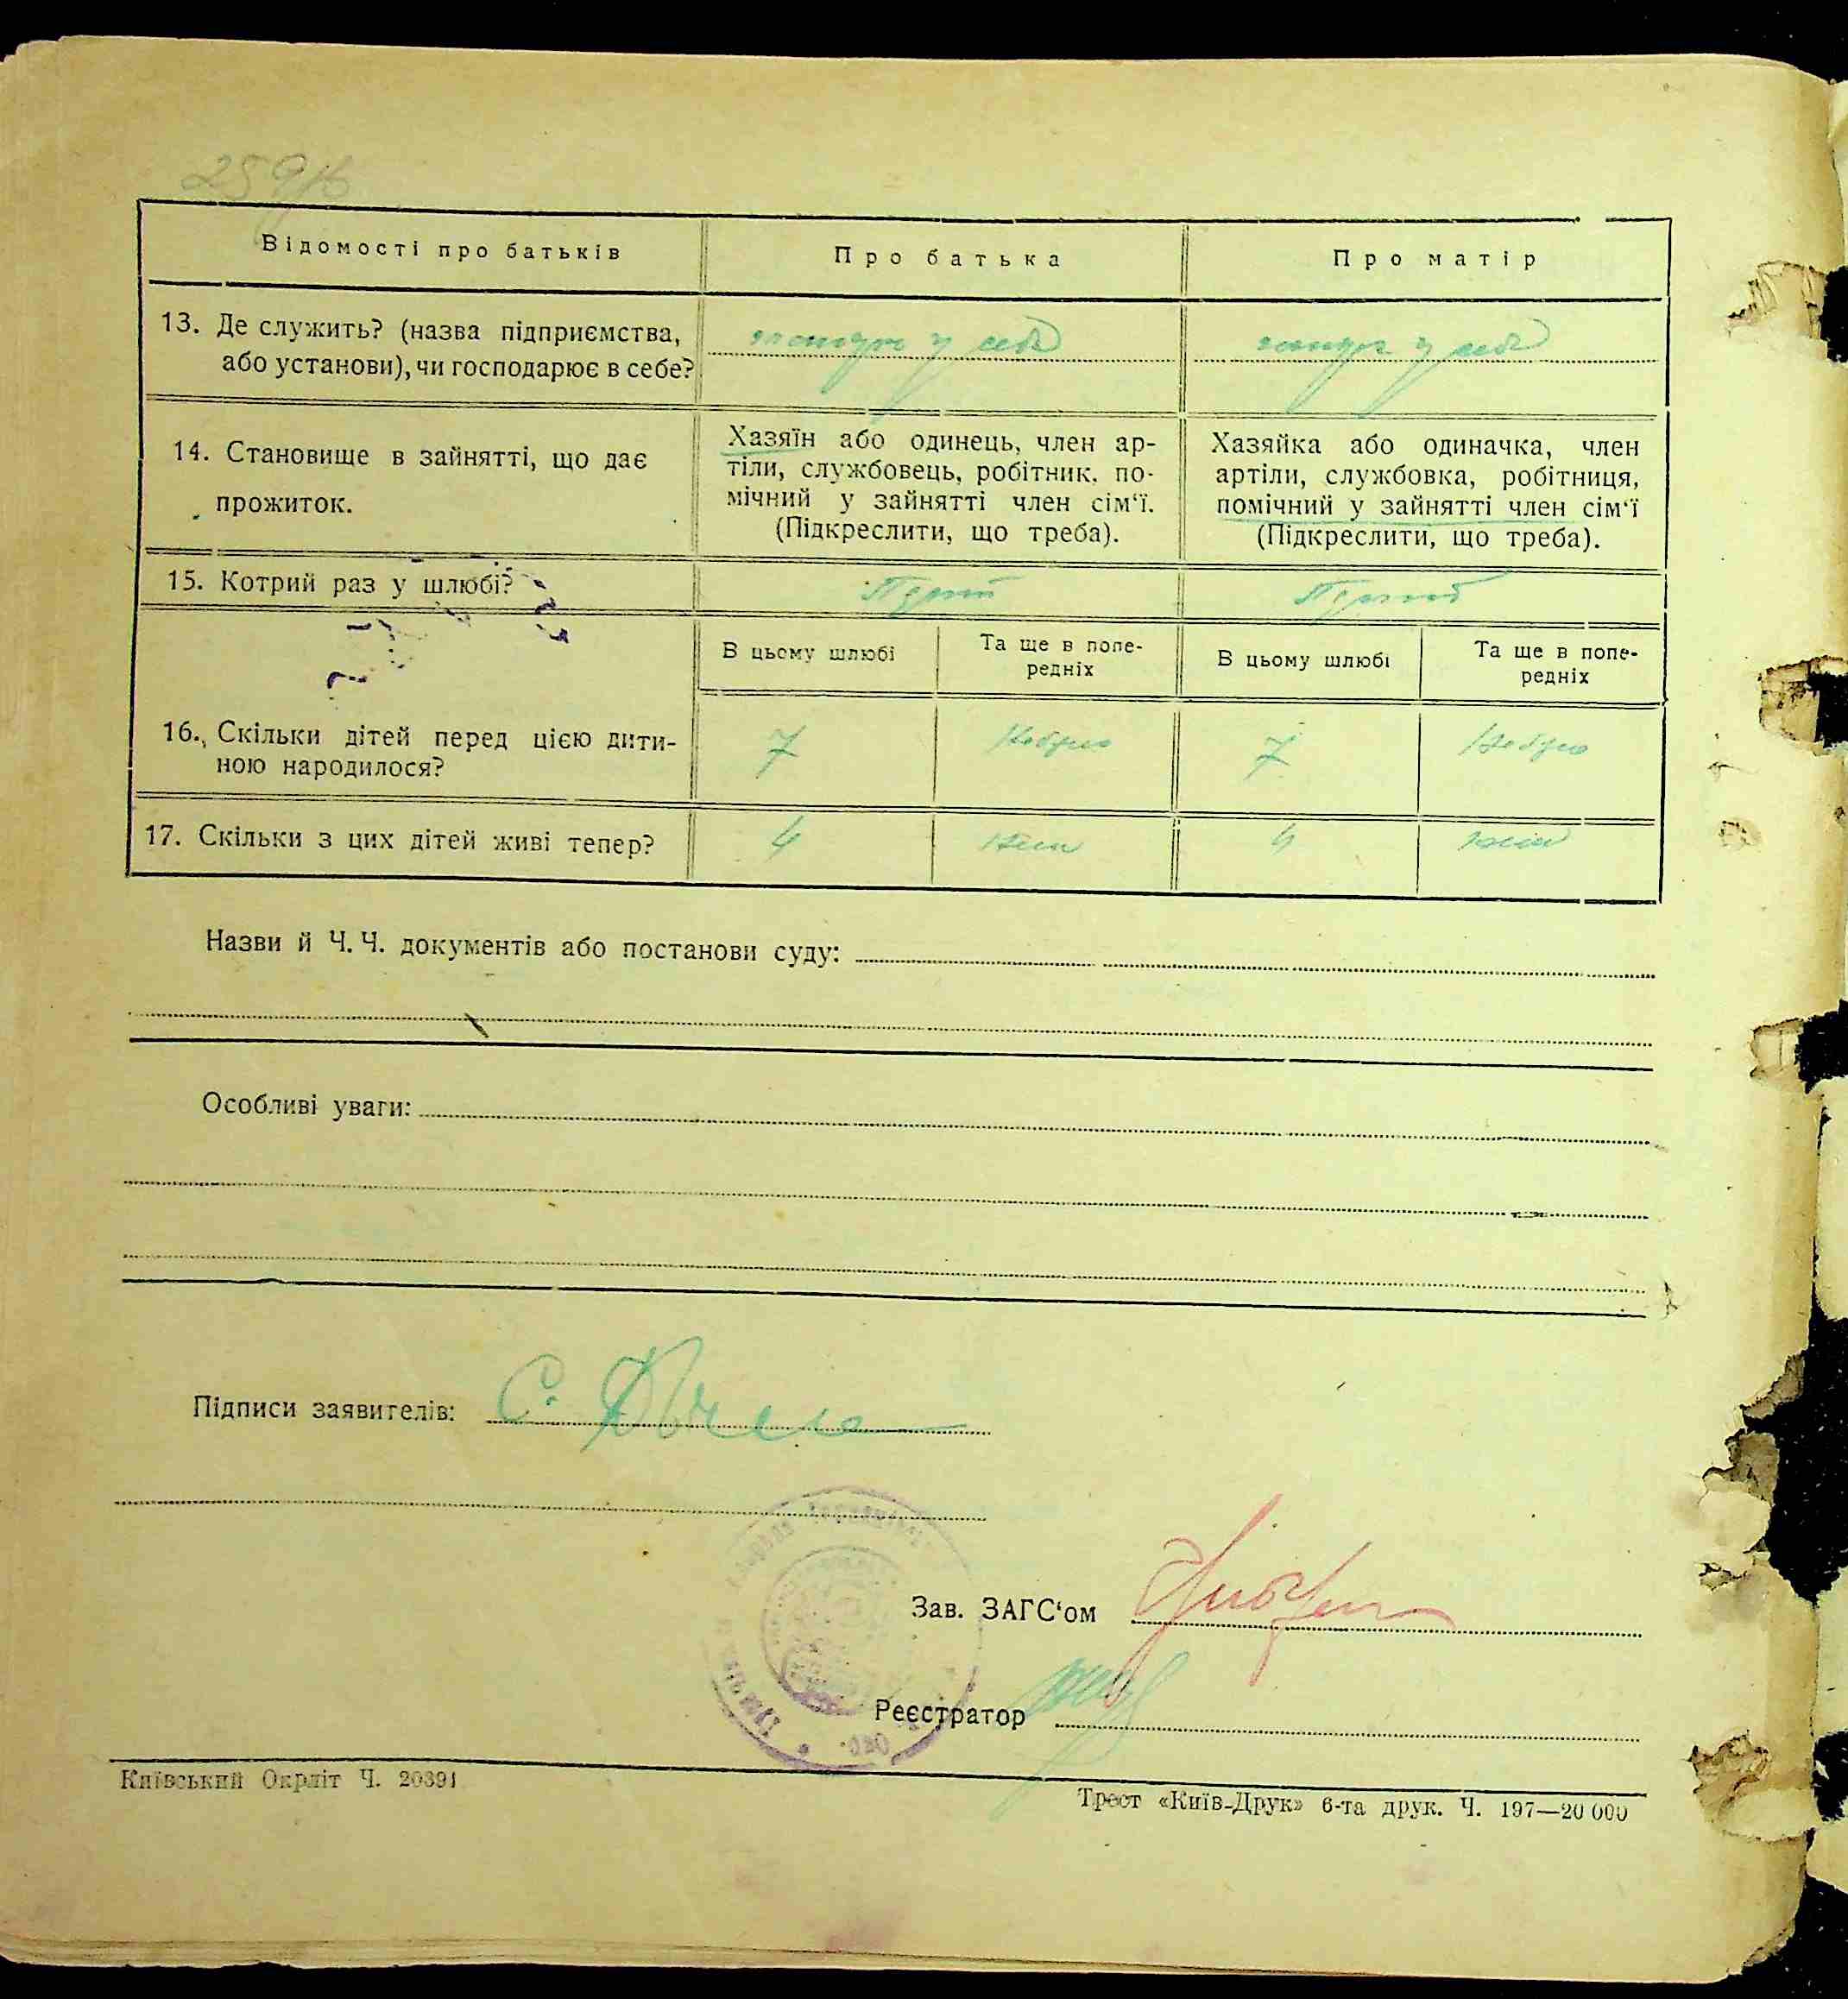 Відомості про батьків
Про батька
Про матір
13. Де служить? (назва підприємства,
або установи), чи господарює в себе?
у себе
у себе
14. Становище в зайнятті, що дає
прожиток.
Хазяїн або одинець, член ар-
тіли, службовець, робітник, по-
мічний у зайнятті член сім‘ї.
(Підкреслити, що треба).
Хазяйка або одиначка, член
артіли, службовка, робітниця,
помічний у зайнятті член сім‘ї
(Підкреслити, що треба).
15. Котрий раз у шлюбі?
В цьому шлюбі
Та ще в попе-
редніх
В цьому шлюбі
Та ще в попе-
редніх
16. Скільки дітей перед цією дити-
ною народилося?
7
Небуло
7
Небуло
17. Скільки з цих дітей живі тепер?
4
4
Назви й Ч. Ч. документів або постанови суду:
Особливі уваги:
Підписи заявителів:
С.
Зав. ЗАГС‘ом
Реєстратор
Київський Окрліт Ч. 20391
Трест «Київ-Друк» 6-та друк. Ч. 197—20 000